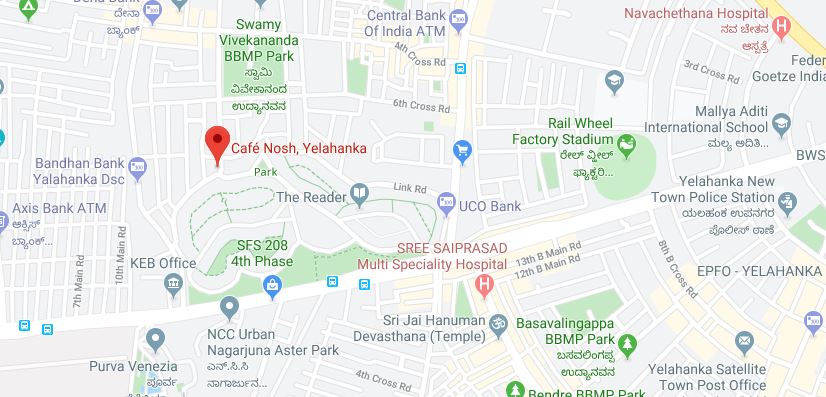 Dena Bank
ದೇನಾ
ಬ್ಯಾಂಕ್
Swamy
Vivekananda
BBMP Park
ಸ್ವಾಮಿ
ವಿವೇಕಾನಂದ
ಉದ್ಯಾನವನ
Central Bank
Of India ATM
4th Cross Rd
Navachethana Hospital
ನವ ಚೇತನ
ಆಸ್ಪತ್ರೆ
Feder
Goetze India
3rd Cross Rd
6th Cross Rd
Mallya Aditi
International School
ಮಲ್ಯ ಅದಿತಿ...
Rail Wheel
Factory Stadium
ರೇಲ್ ವ್ಹೀಲ್
ಫ್ಯಾಕ್ಟರಿ...
Café Nosh, Yelahanka
Park
Bandhan Bank
Yalahanka Dsc
BWS
The Reader
Link Rd
UCO Bank
Yelahanka New
Town Police Station
ಯಲಹಂಕ ಉಪನಗರ
ಪೊಲೀಸ್ ಠಾಣೆ
Axis Bank ATM
ಆಕ್ಸಿಸ್
ಬ್ಯಾಂಕ್...
10th Main Rd
7th Main Rd
KEB Office
SFS 208
4th Phase
SREE SAIPRASAD
Multi Speciality Hospital
13th B Main Rd
12th B Main Rd
8th B Cross Rd
EPFO - YELAHANKA
NCC Urban
Nagarjuna Aster Park
ಎನ್.ಸಿ.ಸಿ
ನಾಗಾರ್ಜುನ...
Sri Jai Hanuman
Devasthana (Temple)
Basavalingappa
BBMP Park
ಬಸವಲಿಂಗಪ್ಪ
ಉದ್ಯಾನವನ
Purva Venezia
ಪೂರ್ವ
4th Cross Rd
Bendre BBMP Park
Yelahanka Satellite
Town Post Office